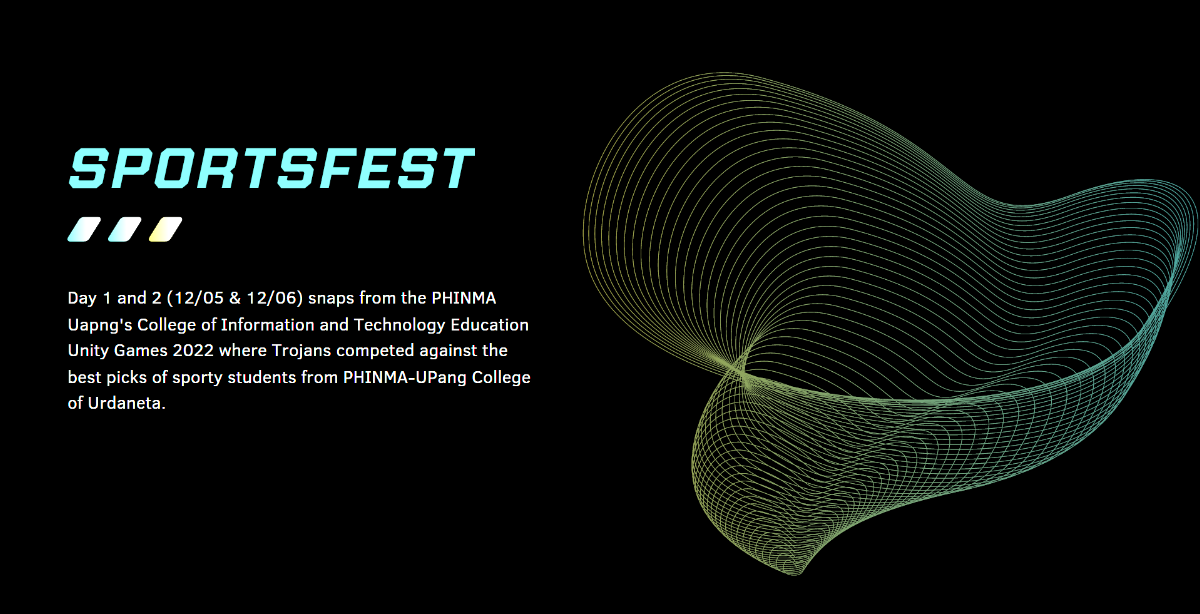 SPORTSFEST
Day 1 and 2 (12/05 & 12/06) snaps from the PHINMA
Uapng's College of Information and Technology Education
Unity Games 2022 where Trojans competed against the
best picks of sporty students from PHINMA-UPang College
of Urdaneta.